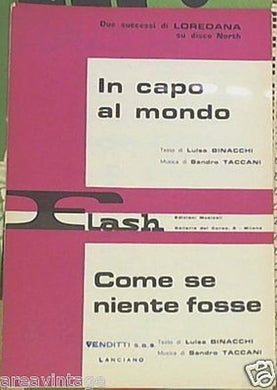 Due successi di LOREDANA
su disco North
In capo
al mondo
Testo di Luisa BINACCHI
Musica di Sandro TACCANI
Flash
Edizioni Musicali
Galleria del Corso, 4 - Milano
Come se
niente fosse
VENDITTI s.a.s
LANCIANO
Testo di Luisa BINACCHI
Musica di Sandro TACCANI
© areavintage